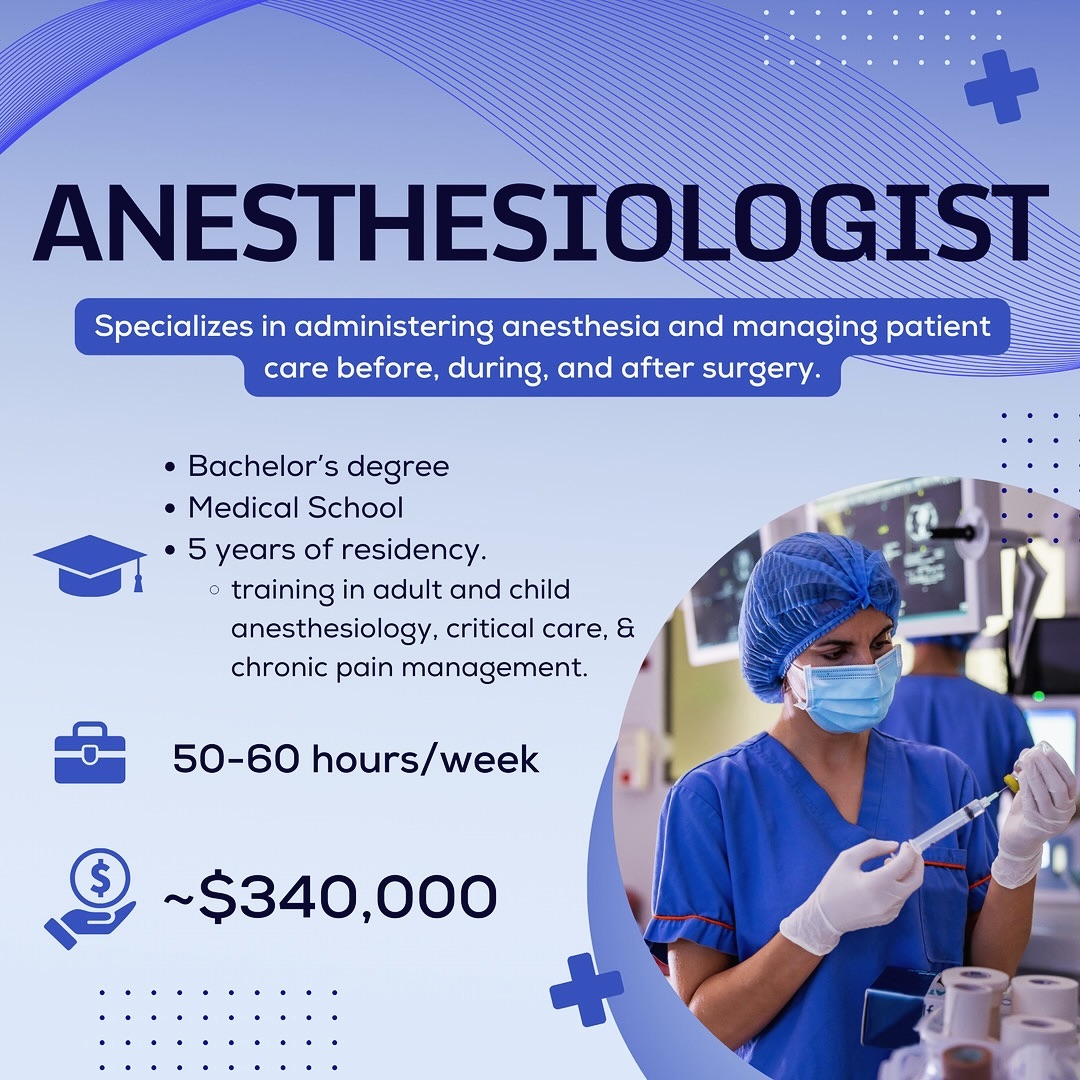 ANESTHESIOLOGIST
Specializes in administering anesthesia and managing patient
care before, during, and after surgery.
• Bachelor's degree
• Medical School
• 5 years of residency.
◦ training in adult and child
anesthesiology, critical care, &
chronic pain management.
50-60 hours/week
$
~$340,000